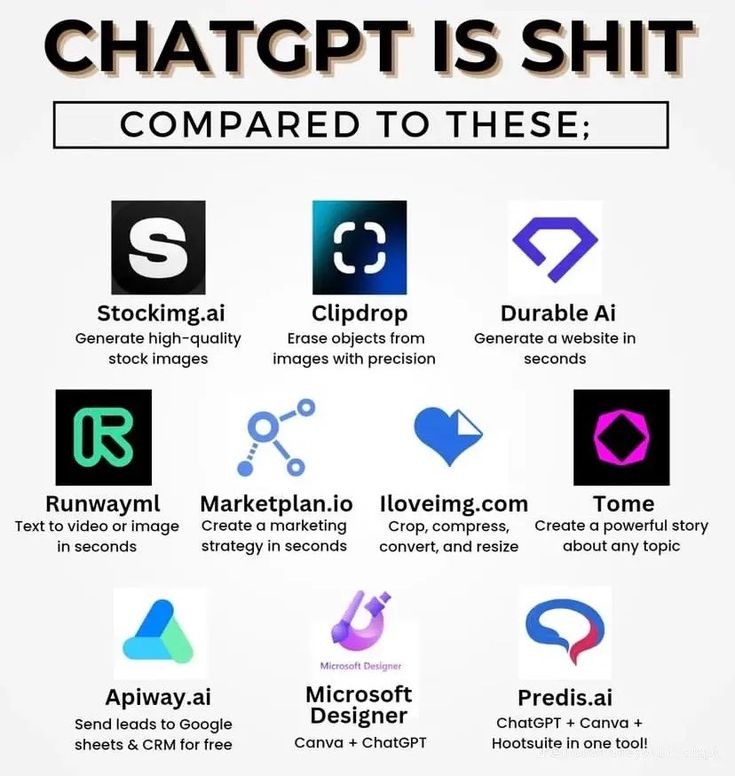 CHATGPT IS SHIT
COMPARED TO THESE;
S
Stockimg.ai
Generate high-quality
stock images
Clipdrop
Erase objects from
images with precision
Durable Ai
Generate a website in
seconds
R
Runwayml
Text to video or image
in seconds
Marketplan.io
Create a marketing
strategy in seconds
Iloveimg.com
Crop, compress,
convert, and resize
Tome
Create a powerful story
about any topic
Apiway.ai
Send leads to Google
sheets & CRM for free
Microsoft Designer
Microsoft
Designer
Canva + ChatGPT
Predis.ai
ChatGPT + Canva +
Hootsuite in one tool!